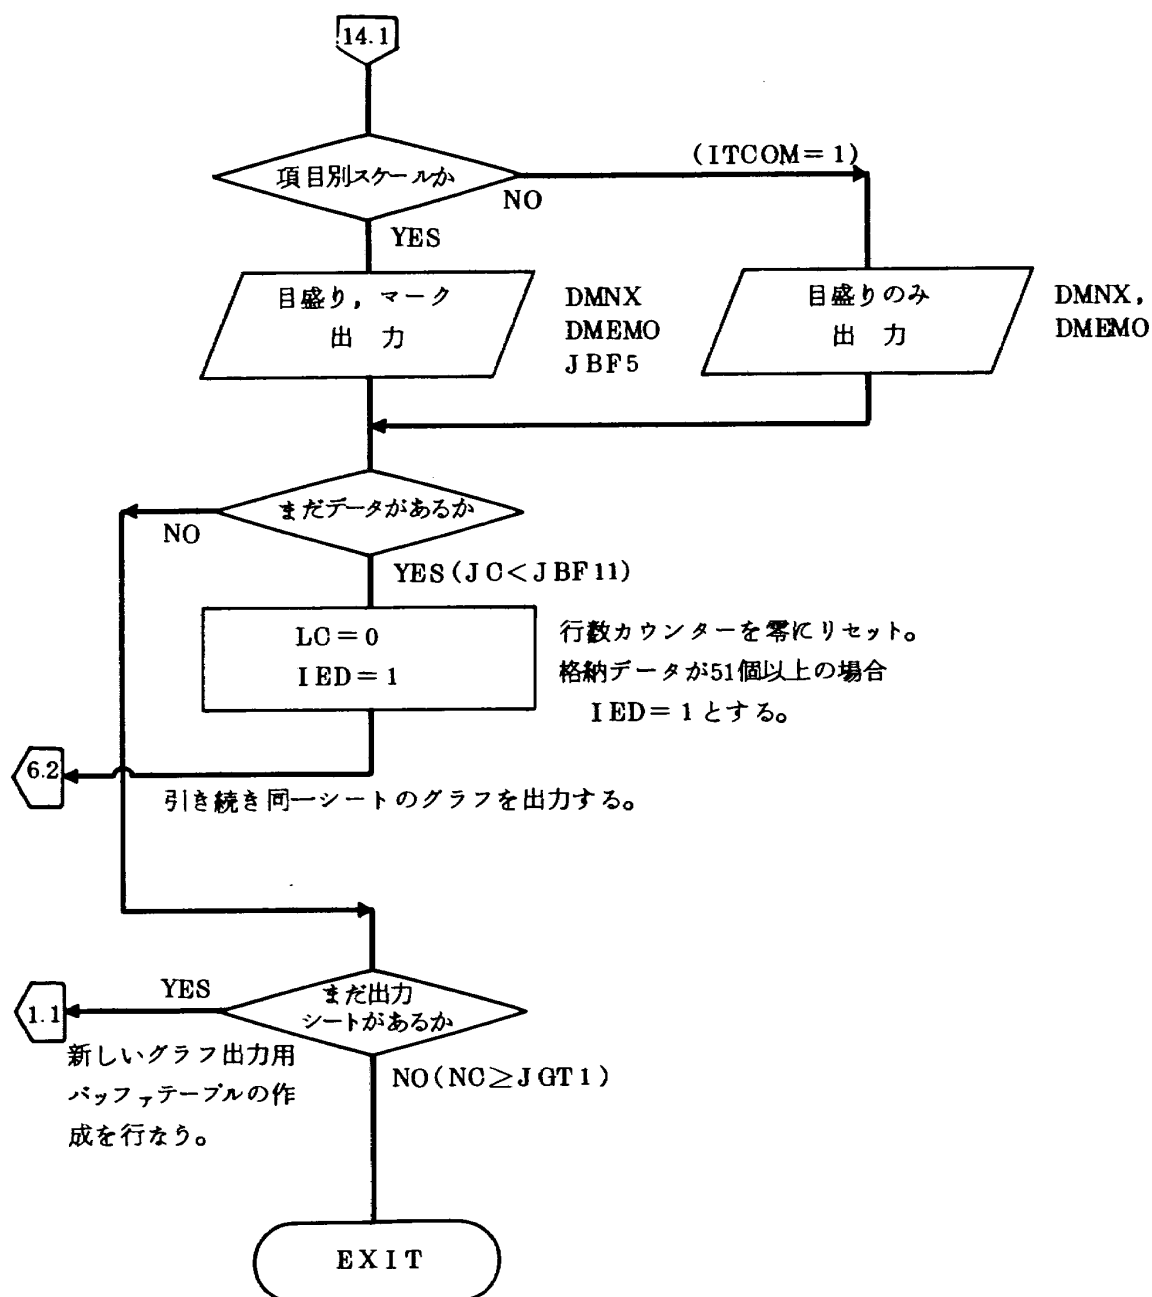 14.1
項目別スケールか
(ITCOM=1)
NO
YES
目盛り,マーク
出 力
DMNX
DMEMO
JBF5
目盛りのみ
出 力
DMNX,
DMEMO
まだデータがあるか
NO
YES(JC<JBF11)
LC=0
IED=1
行数カウンターを零にリセット。
格納データが51個以上の場合
IED=1とする。
6.2
引き続き同一シートのグラフを出力する。
まだ出力
シートがあるか
YES
1.1
新しいグラフ出力用
バッファテーブルの作
成を行なう。
NO(NC≥JGT1)
EXIT